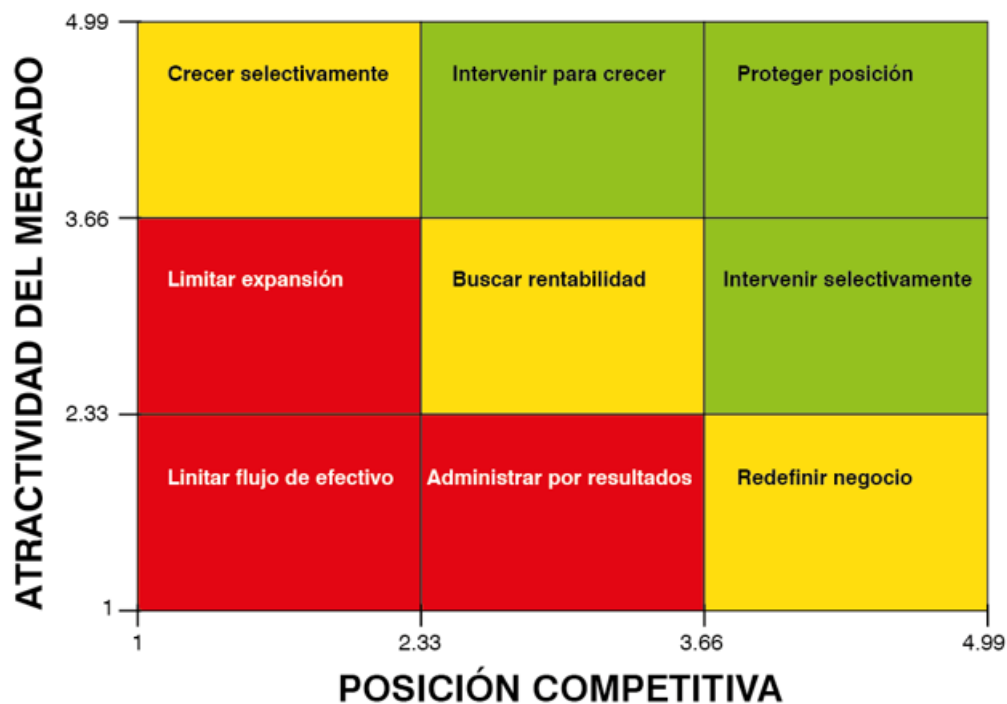 ATRACTIVIDAD DEL MERCADO
4.99
Crecer selectivamente
Intervenir para crecer
Proteger posición
3.66
Limitar expansión
Buscar rentabilidad
Intervenir selectivamente
2.33
Linitar flujo de efectivo
Administrar por resultados
Redefinir negocio
1
1
2.33
3.66
4.99
POSICIÓN COMPETITIVA